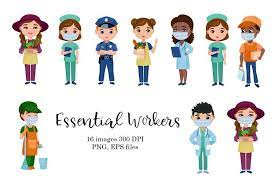 Essential Workers
16 images 300 DPI
PNG, EPS files